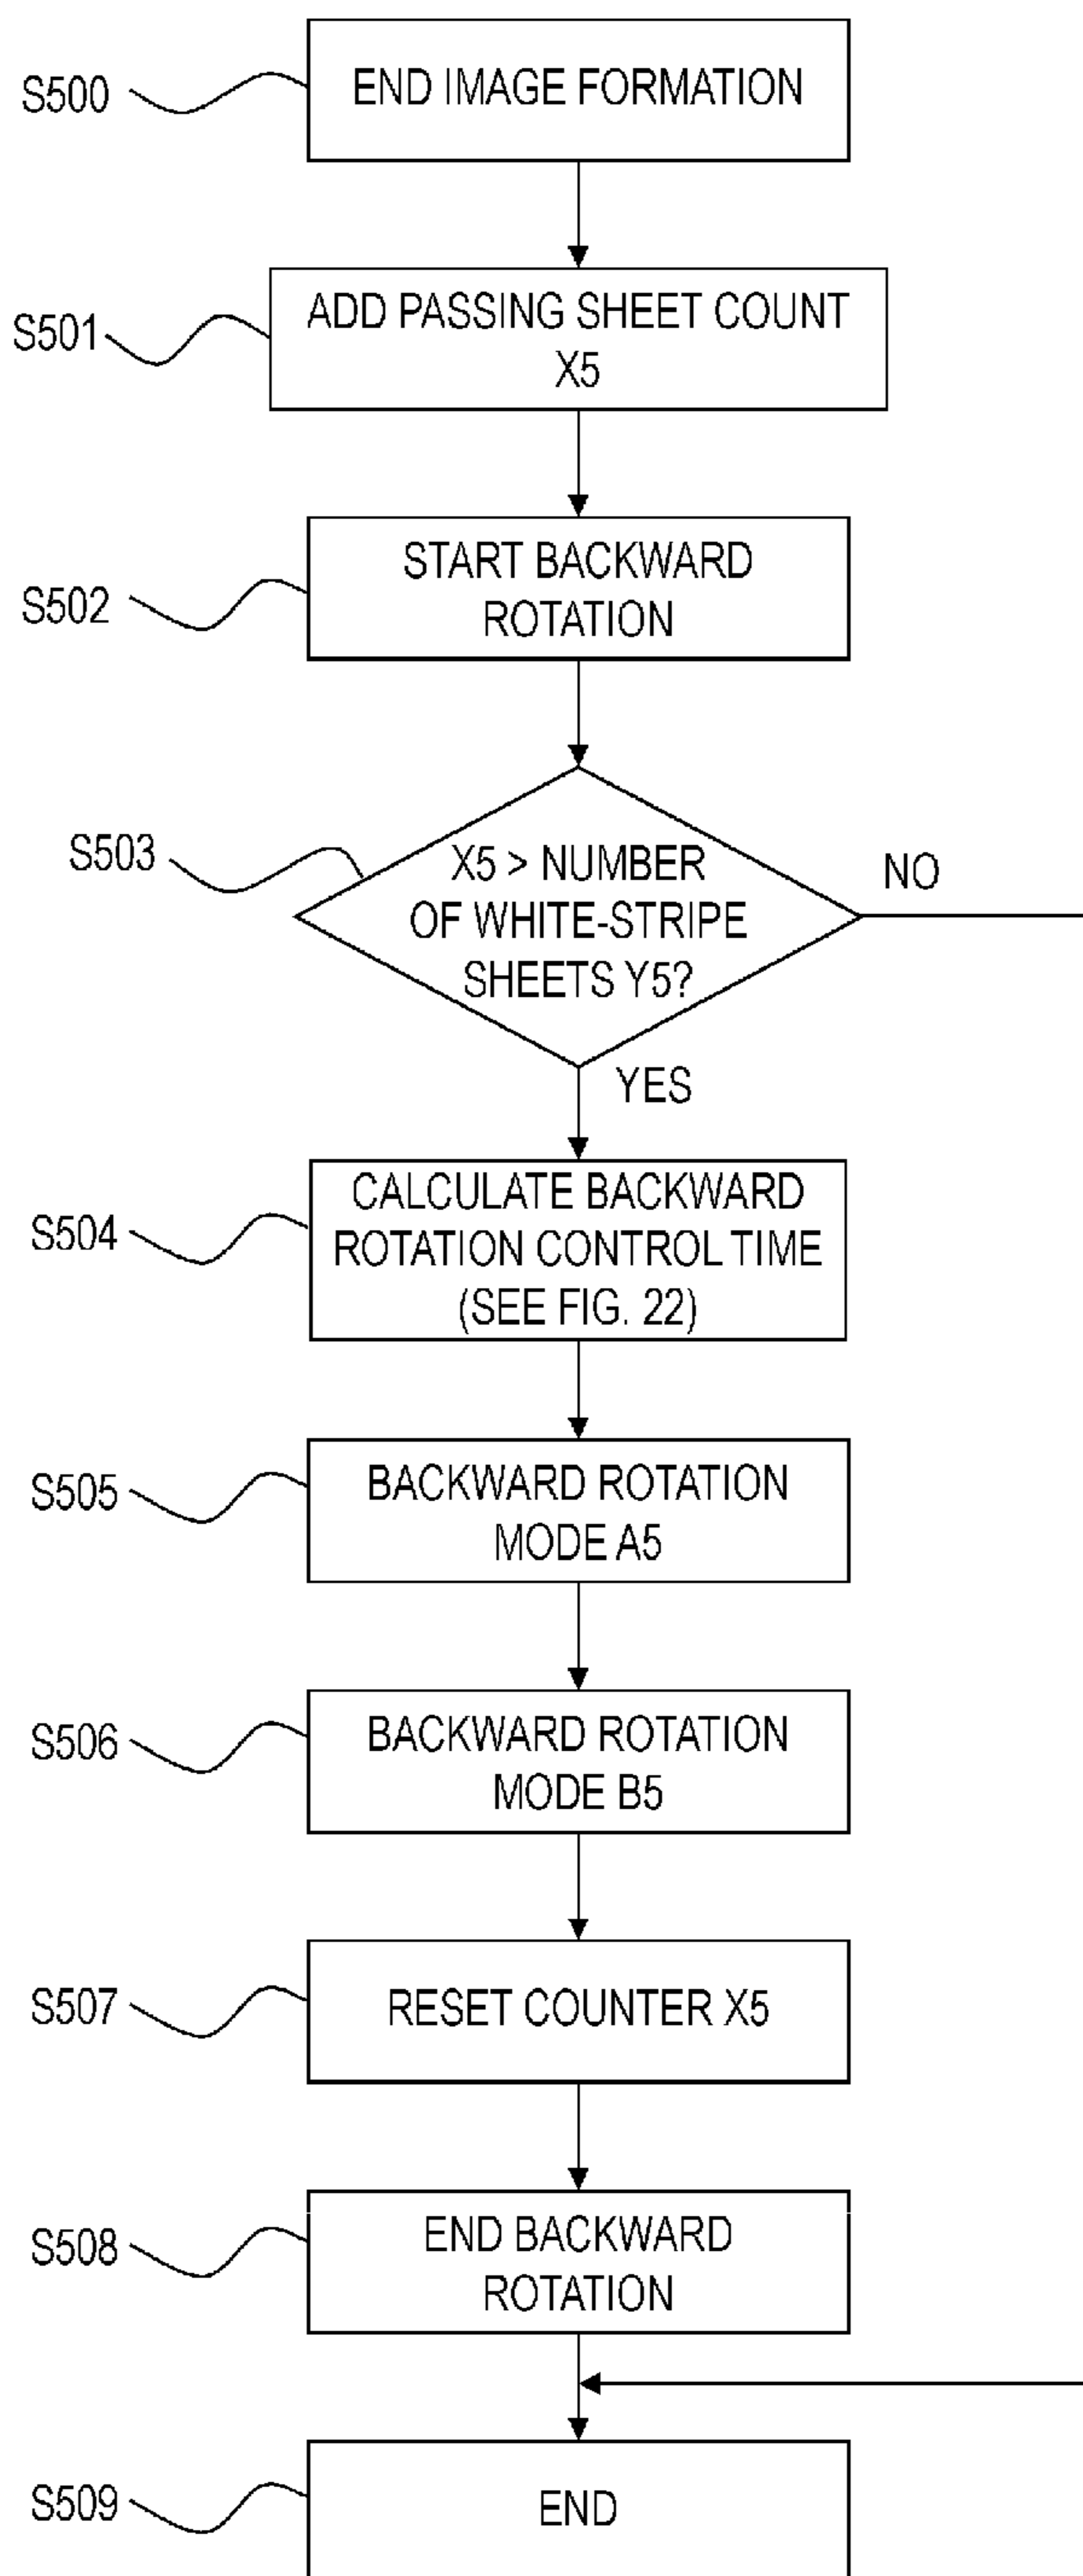 S500
END IMAGE FORMATION
S501
ADD PASSING SHEET COUNT
X5
S502
START BACKWARD
ROTATION
S503
X5 > NUMBER
OF WHITE-STRIPE
SHEETS Y5?
NO
YES
S504
CALCULATE BACKWARD
ROTATION CONTROL TIME
(SEE FIG. 22)
S505
BACKWARD ROTATION
MODE A5
S506
BACKWARD ROTATION
MODE B5
S507
RESET COUNTER X5
S508
END BACKWARD
ROTATION
S509
END